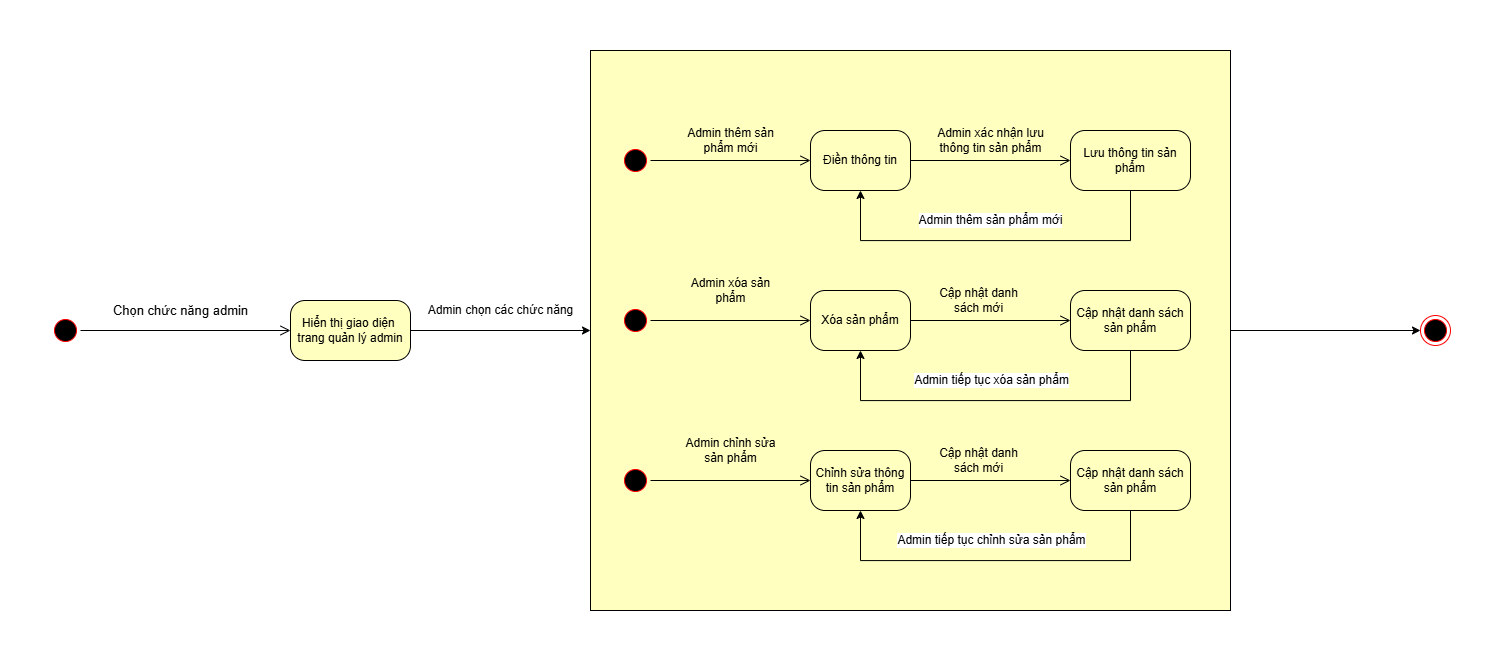 Admin thêm sản
phẩm mới
Điền thông tin
Admin xác nhận lưu
thông tin sản phẩm
Lưu thông tin sản
phẩm
Admin thêm sản phẩm mới
Chọn chức năng admin
Hiển thị giao diện
trang quản lý admin
Admin chọn các chức năng
Admin xóa sản
phẩm
Xóa sản phẩm
Cập nhật danh
sách mới
Cập nhật danh sách
sản phẩm
Admin tiếp tục xóa sản phẩm
Admin chỉnh sửa
sản phẩm
Chỉnh sửa thông
tin sản phẩm
Cập nhật danh
sách mới
Cập nhật danh sách
sản phẩm
Admin tiếp tục chỉnh sửa sản phẩm